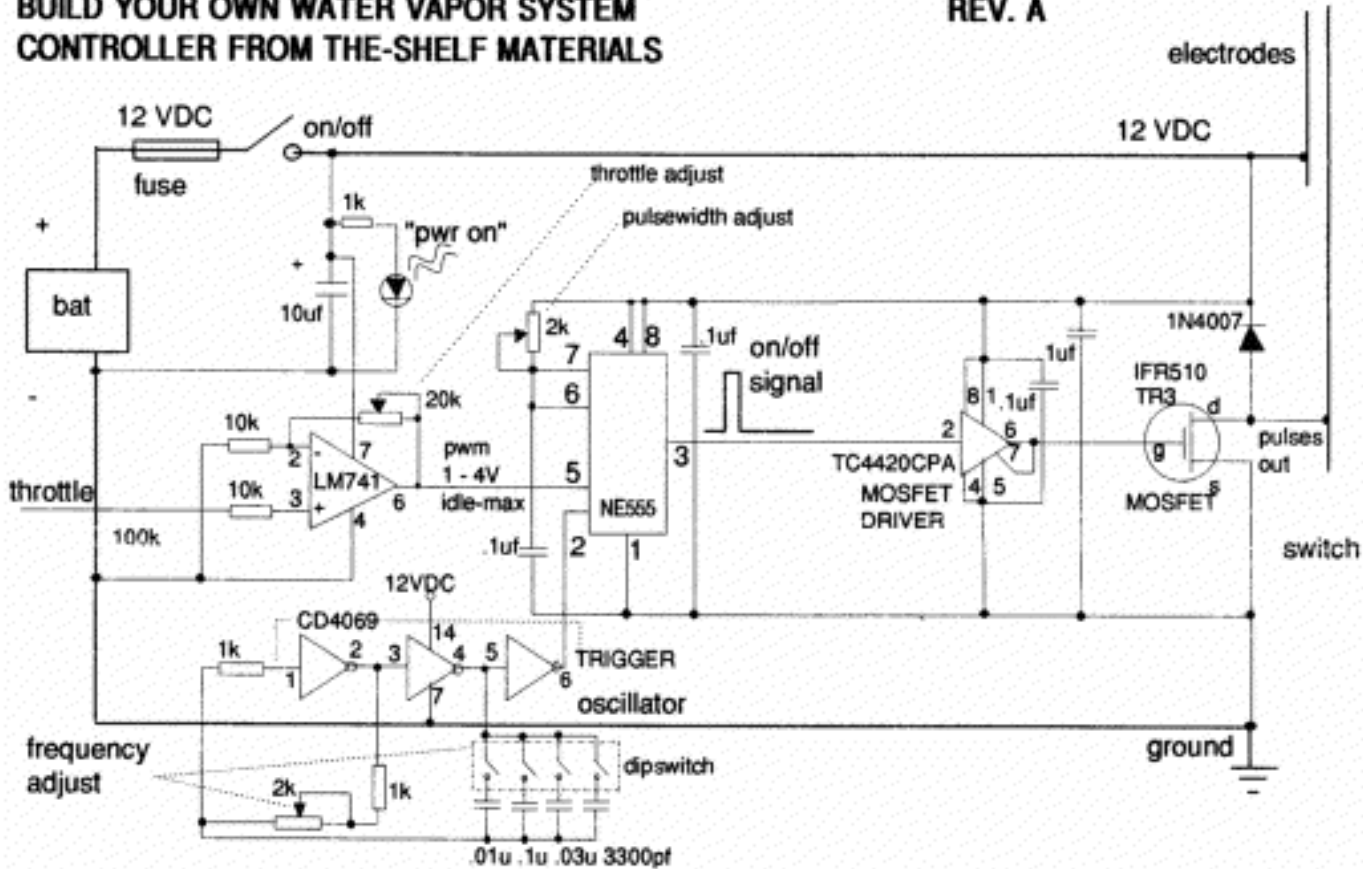 BUILD YOUR OWN WATER VAPOR SYSTEM
CONTROLLER FROM THE-SHELF MATERIALS
REV. A
electrodes
12 VDC
on/off
12 VDC
fuse
throttle adjust
1k
pulsewidth adjust
"pwr on"
+
+
bat
10uf
2k
4 8
.1uf
on/off
signal
1N4007
7
1uf
IFR510
TR3
6
8 1
.1uf
d
-
20k
10k
2
-
7
pwm
1 - 4V
idle-max
3
2
6
7
g
pulses
out
TC4420CPA
LM741
5
throttle
10k
3
+
6
NE555
4 5
s
MOSFET
DRIVER
MOSFET
100k
4
.1uf
2
1
switch
12VDC
CD4069
14
1k
2
3
4
5
TRIGGER
1
6
7
oscillator
frequency
adjust
ground
dipswitch
2k
1k
.01u .1u .03u 3300pf